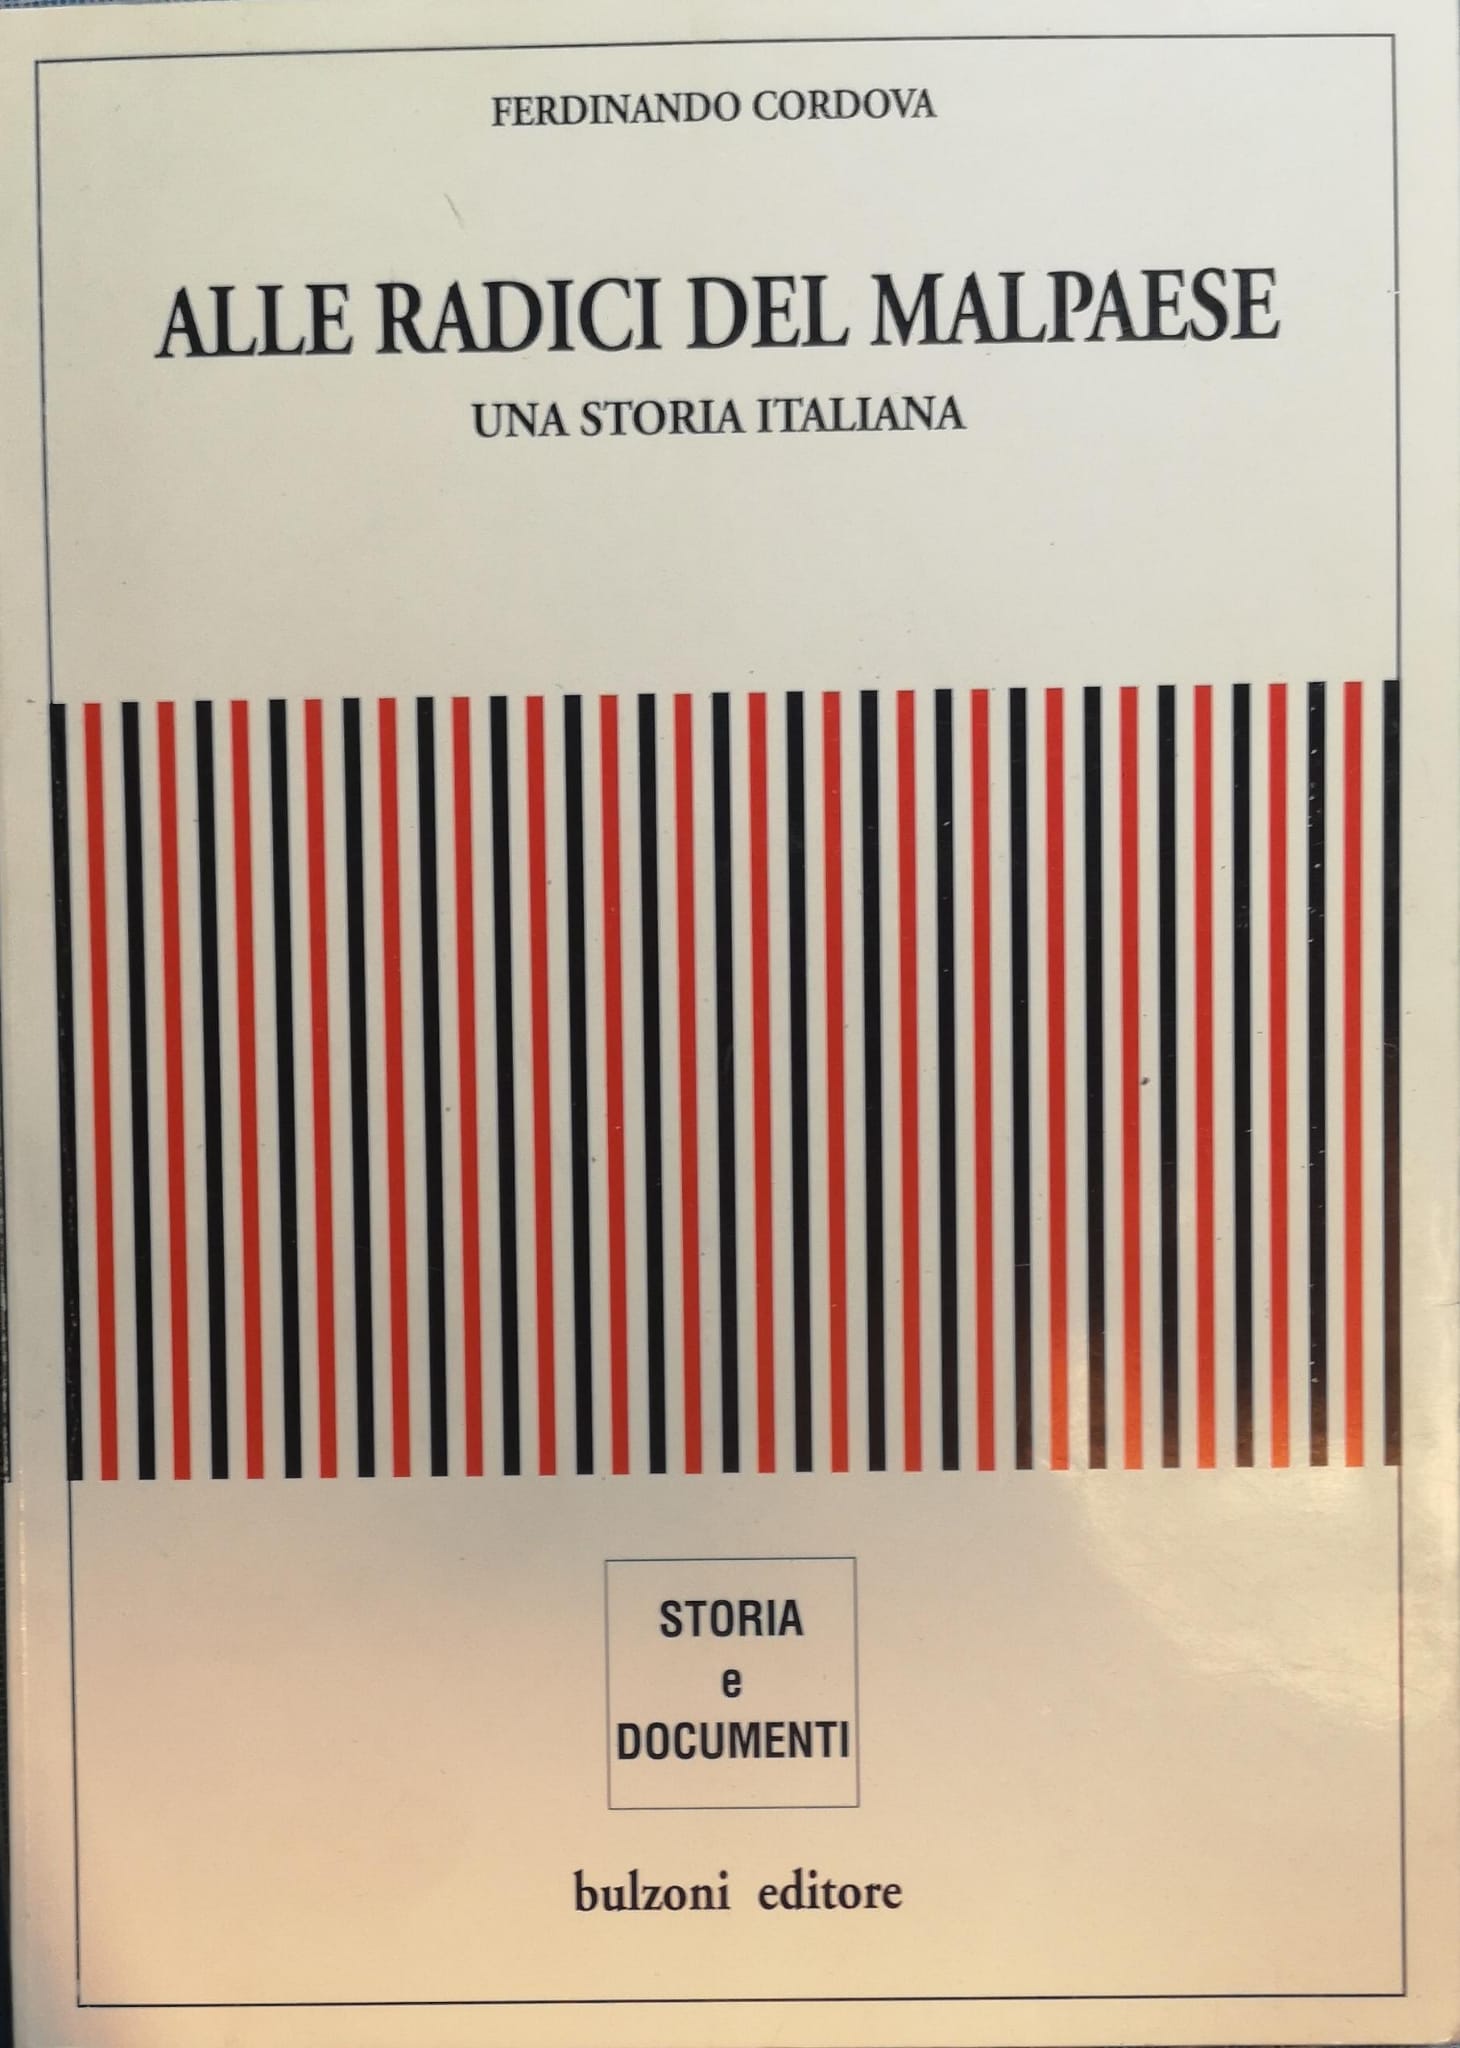 FERDINANDO CORDOVA
ALLE RADICI DEL MALPAESE
UNA STORIA ITALIANA
STORIA
e
DOCUMENTI
bulzoni editore